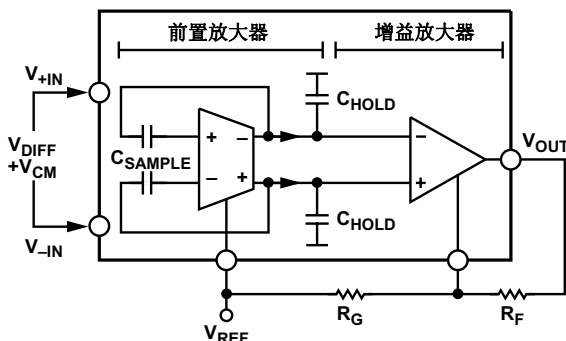 前置放大器 增益放大器
V+IN
VDIFF
+VCM
V–IN
CSAMPLE
+
–
–
+
CHOLD
CHOLD
–
+
VOUT
VREF
RG
RF